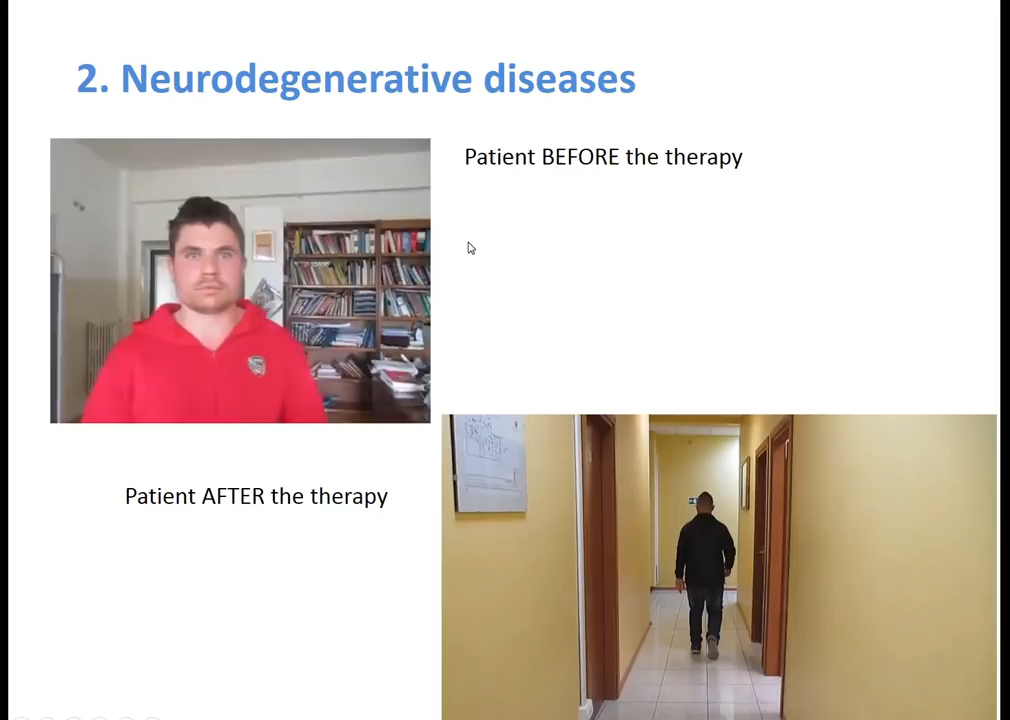 2. Neurodegenerative diseases
Patient BEFORE the therapy
Patient AFTER the therapy